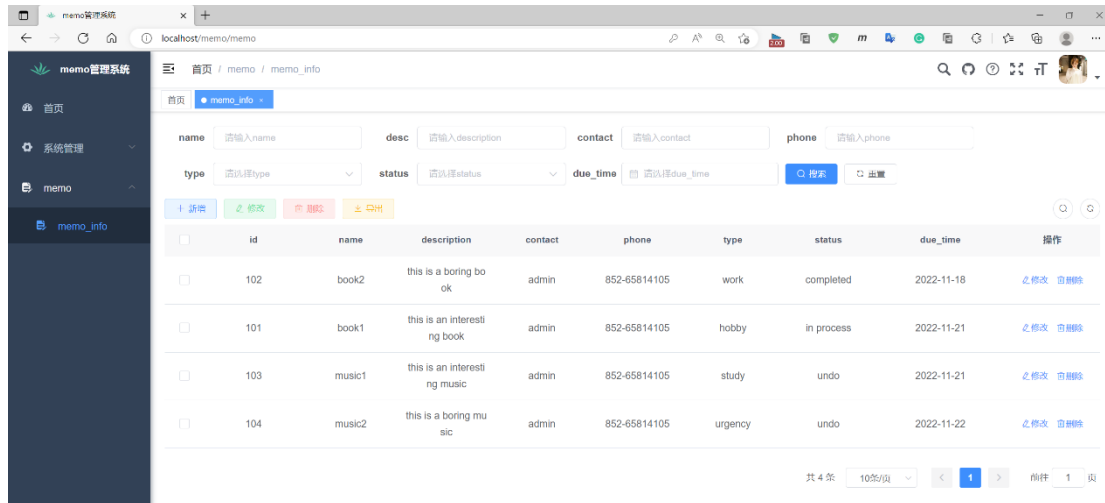 memo管理系统
localhost/memo/memo
2.00
memo管理系统
首页 / memo / memo_info
首页
系统管理
memo
memo_info
首页 memo_info ×
name 请输入name desc 请输入description contact 请输入contact phone 请输入phone
type 请选择type status 请选择status due_time 请选择due_time 搜索 重置
+ 新增 修改 删除 导出
id name description contact phone type status due_time 操作
102 book2 this is a boring bo admin 852-65814105 work completed 2022-11-18 修改 删除
ok
101 book1 this is an interesti admin 852-65814105 hobby in process 2022-11-21 修改 删除
ng book
103 music1 this is an interesti admin 852-65814105 study undo 2022-11-21 修改 删除
ng music
104 music2 this is a boring mu admin 852-65814105 urgency undo 2022-11-22 修改 删除
sic
共 4 条 10条/页 < 1 > 前往 1 页